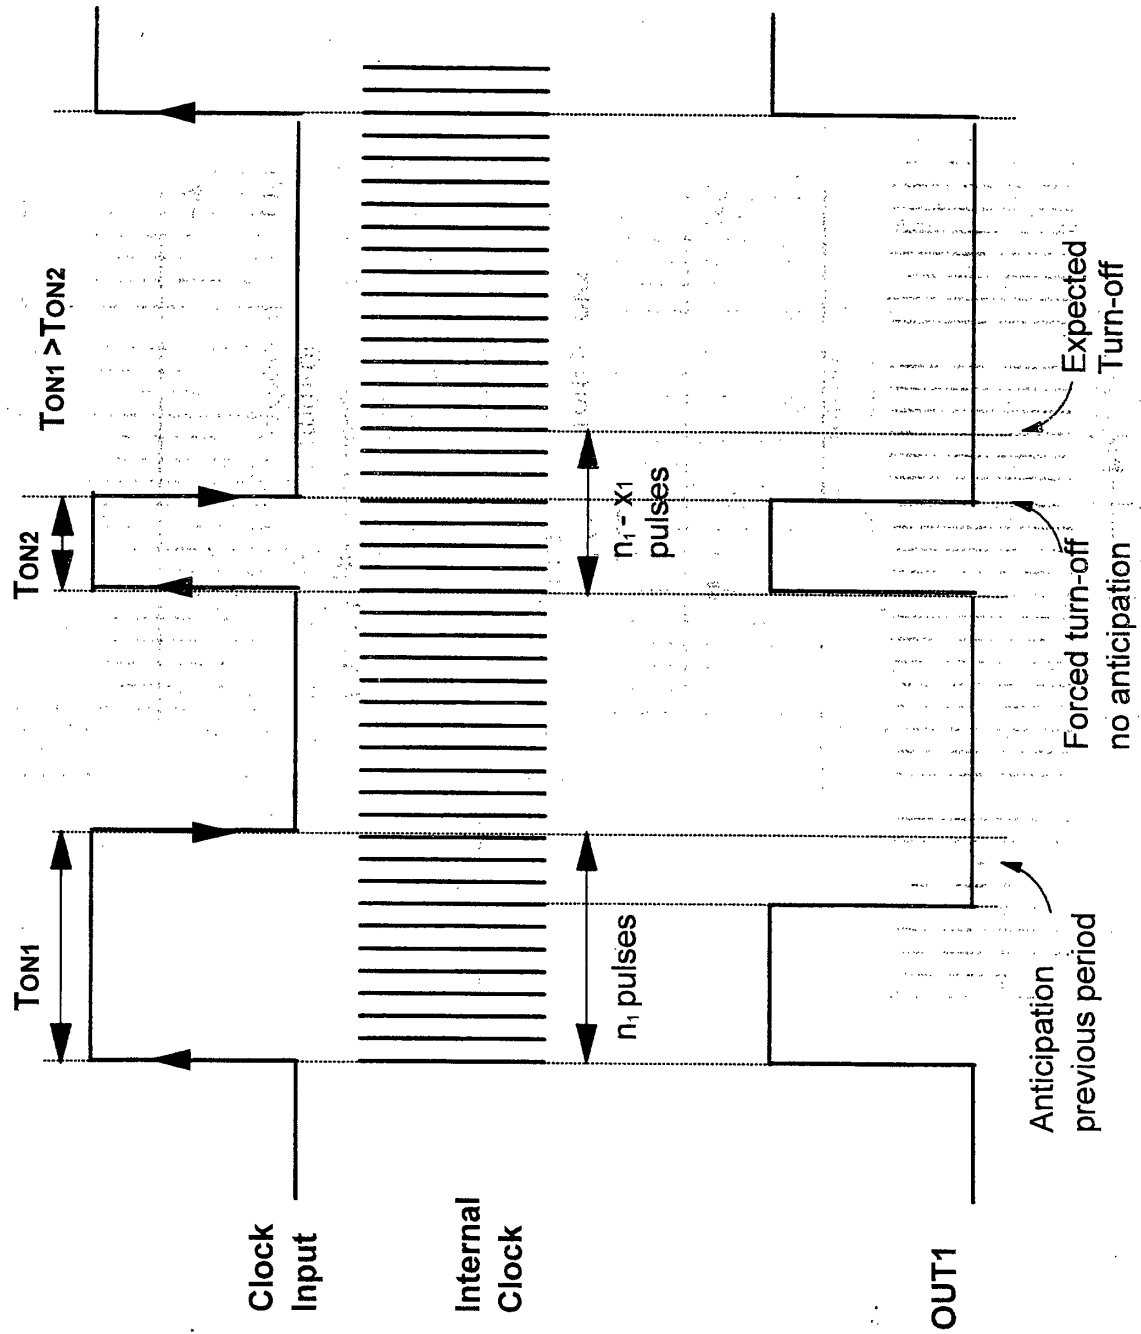 TON1
TON2
TON1 > TON2
Clock
Input
Internal
Clock
n1 pulses
n1 - x1
pulses
OUT1
Anticipation
previous period
Forced turn-off
no anticipation
Expected
Turn-off